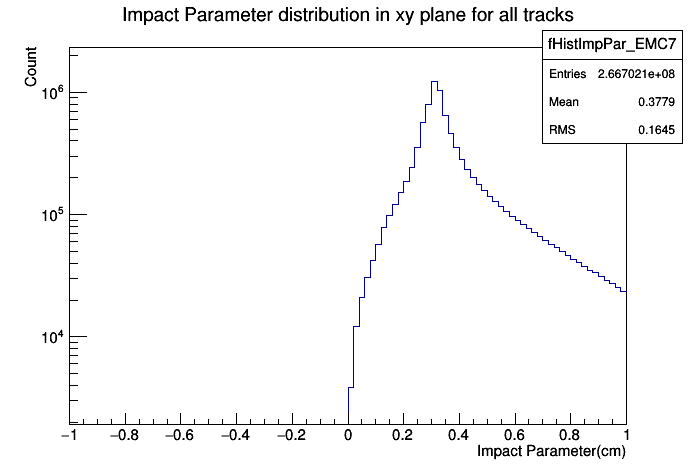 Impact Parameter distribution in xy plane for all tracks
fHistImpPar_EMC7
Entries 2.667021e+08
Mean 0.3779
RMS 0.1645
Count
10⁶
10⁵
10⁴
−1 −0.8 −0.6 −0.4 −0.2 0 0.2 0.4 0.6 0.8 1
Impact Parameter(cm)